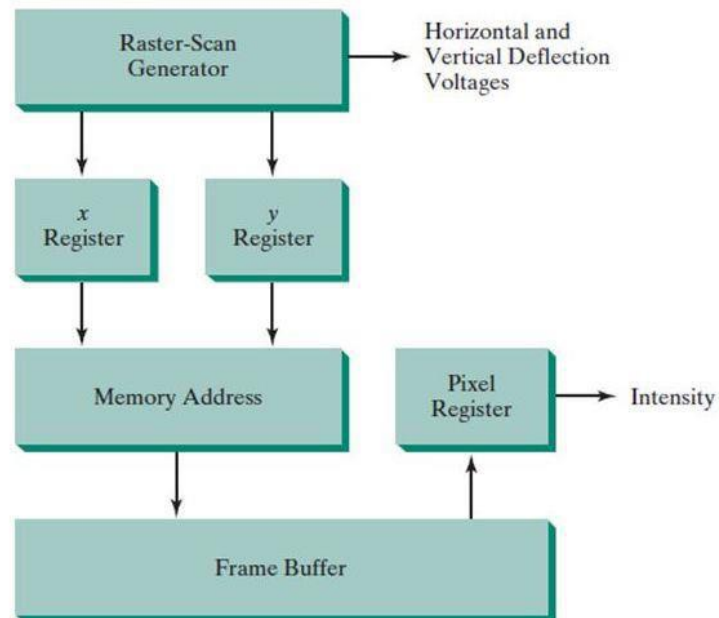 Raster-Scan
Generator
Horizontal and
Vertical Deflection
Voltages
x
Register
y
Register
Memory Address
Pixel
Register
Intensity
Frame Buffer